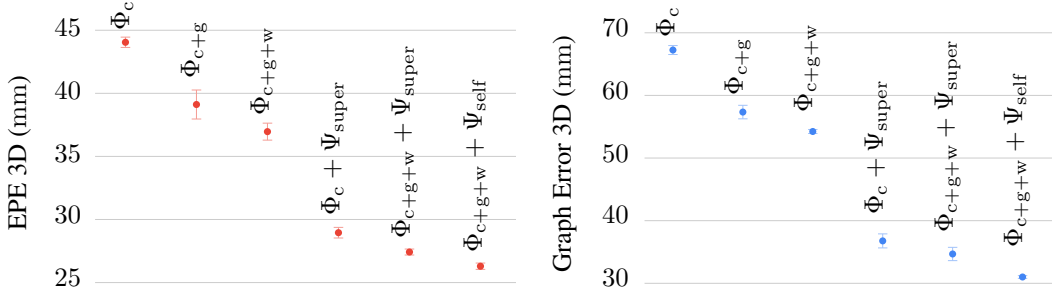 EPE 3D (mm)
45
40
35
30
25
Φc
Φc+g
Φc+g+w
Φc + Ψsuper
Φc+g+w + Ψsuper
Φc+g+w + Ψself
Graph Error 3D (mm)
70
60
50
40
30
Φc
Φc+g
Φc+g+w
Φc + Ψsuper
Φc+g+w + Ψsuper
Φc+g+w + Ψself